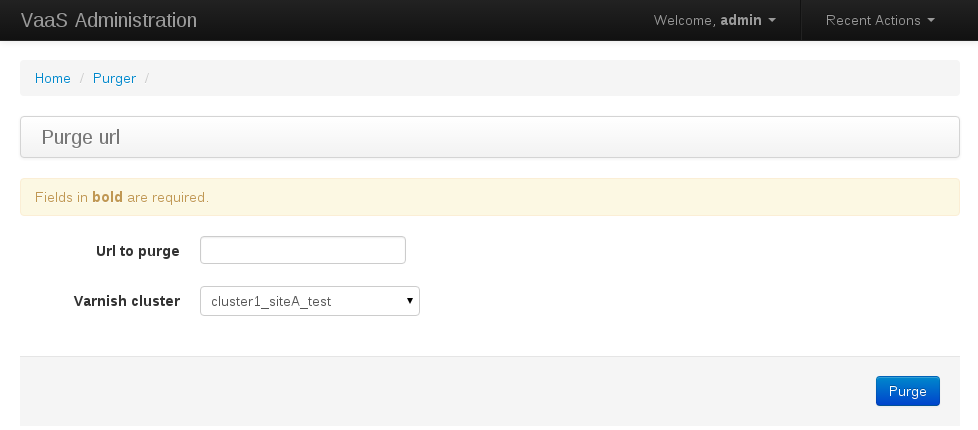 VaaS Administration
Welcome, admin
Recent Actions
Home / Purger /
Purge url
Fields in bold are required.
Url to purge
Varnish cluster
cluster1_siteA_test
Purge